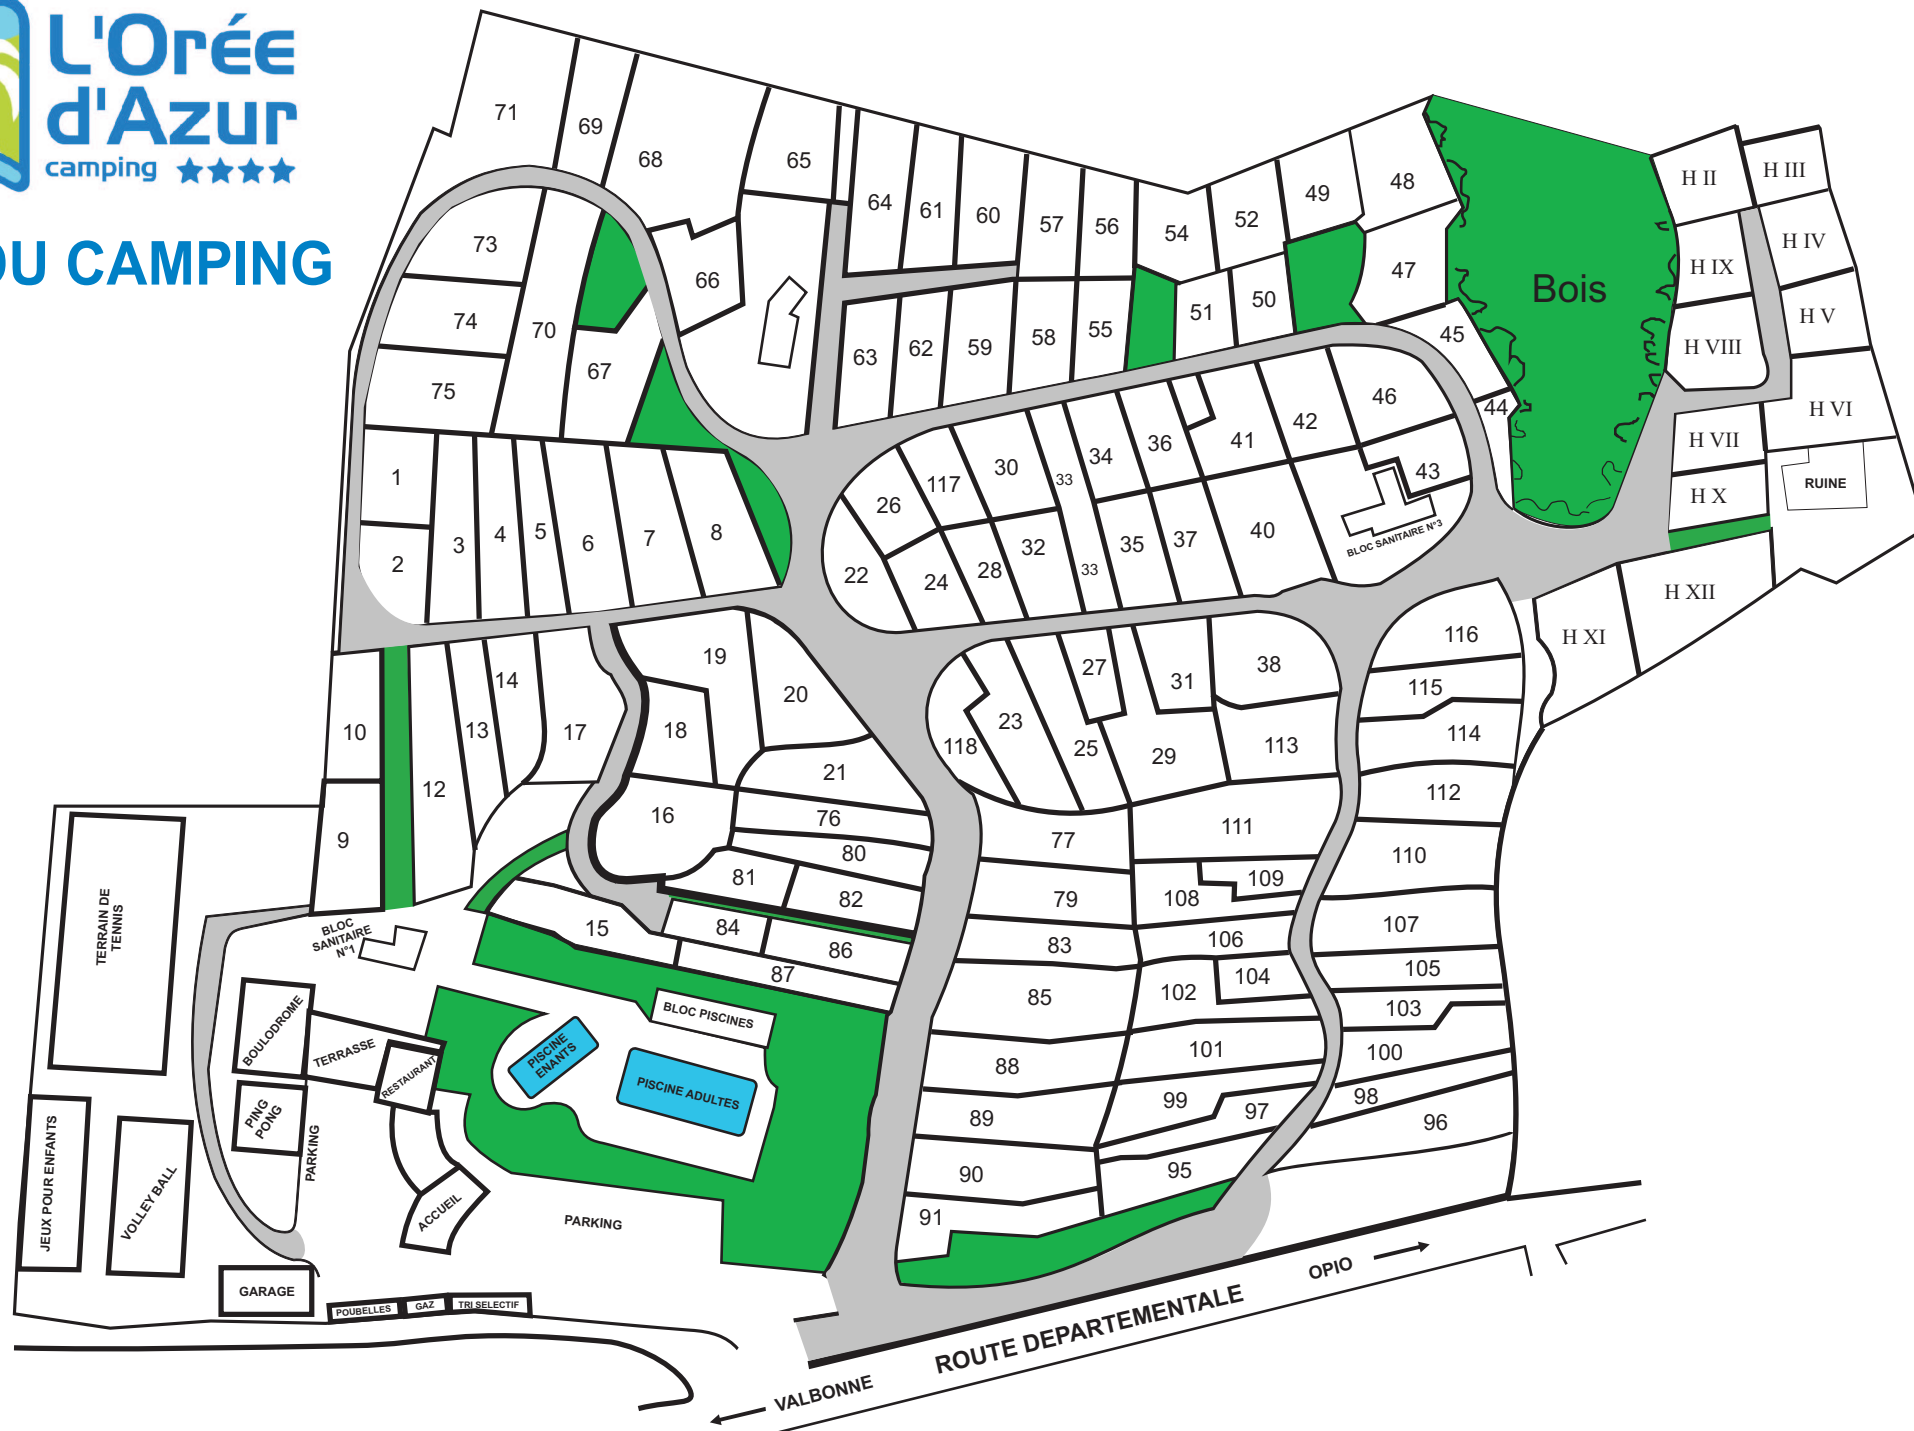 L'Orée
d'Azur
camping
DU CAMPING
71
69
68
65
64
61
60
57
56
54
52
49
48
Bois
H II
H III
73
74
75
70
67
66
63
62
59
58
55
51
50
47
45
44
H IX
H IV
H VIII
H V
H VI
H VII
H X
RUINE
H XII
H XI
1
2
3
4
5
6
7
8
26
117
30
33
34
36
41
42
46
43
BLOC SANITAIRE N°3
22
24
28
32
33
35
37
40
10
9
12
13
14
17
19
18
20
21
16
76
80
81
82
84
86
87
15
118
23
25
27
29
31
38
113
116
115
114
112
110
111
77
79
83
85
88
89
90
91
108
109
106
107
102
104
105
103
101
100
99
97
98
96
95
TERRAIN DE
TENNIS
BLOC
SANITAIRE
N°1
BOULODROME
TERRASSE
RESTAURANT
PING
PONG
PARKING
JEUX POUR ENFANTS
VOLLEY BALL
ACCUEIL
PARKING
BLOC PISCINES
PISCINE
ENANTS
PISCINE ADULTES
GARAGE
POUBELLES
GAZ
TRI SELECTIF
VALBONNE
ROUTE DEPARTEMENTALE
OPIO